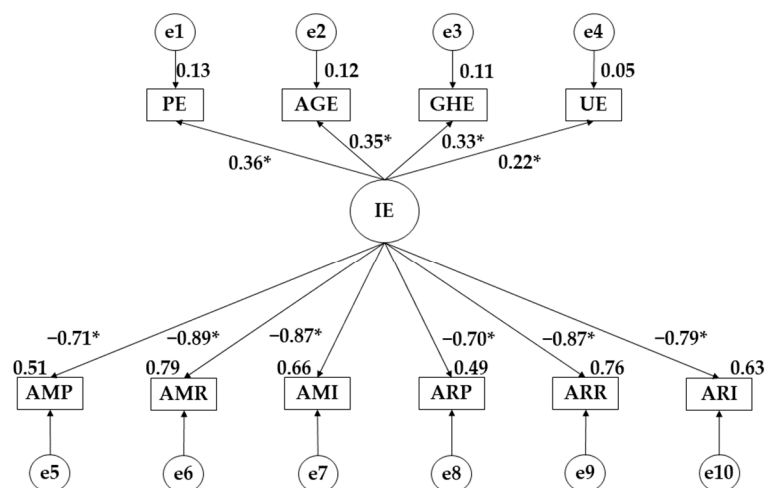 e1 e2 e3 e4
0.13 0.12 0.11 0.05
PE AGE GHE UE
0.36* 0.35* 0.33* 0.22*
IE
−0.71* −0.89* −0.87* −0.70* −0.87* −0.79*
0.51 0.79 0.66 0.49 0.76 0.63
AMP AMR AMI ARP ARR ARI
e5 e6 e7 e8 e9 e10